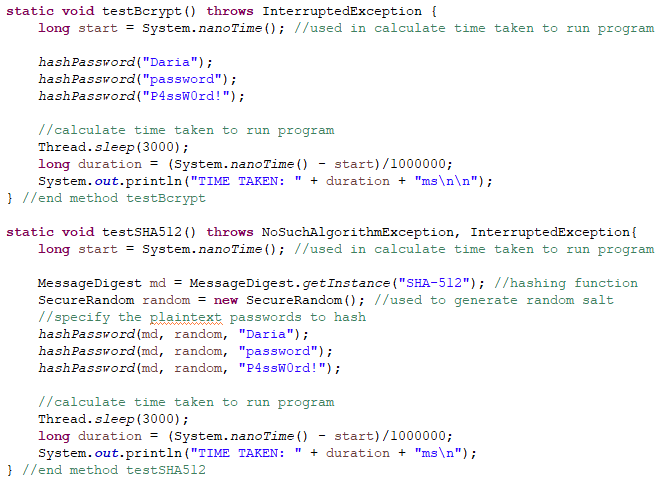 static void testBcrypt() throws InterruptedException {
long start = System.nanoTime(); //used in calculate time taken to run program
hashPassword("Daria");
hashPassword("password");
hashPassword("P4ssW0rd!");
//calculate time taken to run program
Thread.sleep(3000);
long duration = (System.nanoTime() - start)/1000000;
System.out.println("TIME TAKEN: " + duration + "ms\n\n");
} //end method testBcrypt
static void testSHA512() throws NoSuchAlgorithmException, InterruptedException{
long start = System.nanoTime(); //used in calculate time taken to run program
MessageDigest md = MessageDigest.getInstance("SHA-512"); //hashing function
SecureRandom random = new SecureRandom(); //used to generate random salt
//specify the plaintext passwords to hash
hashPassword(md, random, "Daria");
hashPassword(md, random, "password");
hashPassword(md, random, "P4ssW0rd!");
//calculate time taken to run program
Thread.sleep(3000);
long duration = (System.nanoTime() - start)/1000000;
System.out.println("TIME TAKEN: " + duration + "ms\n");
} //end method testSHA512